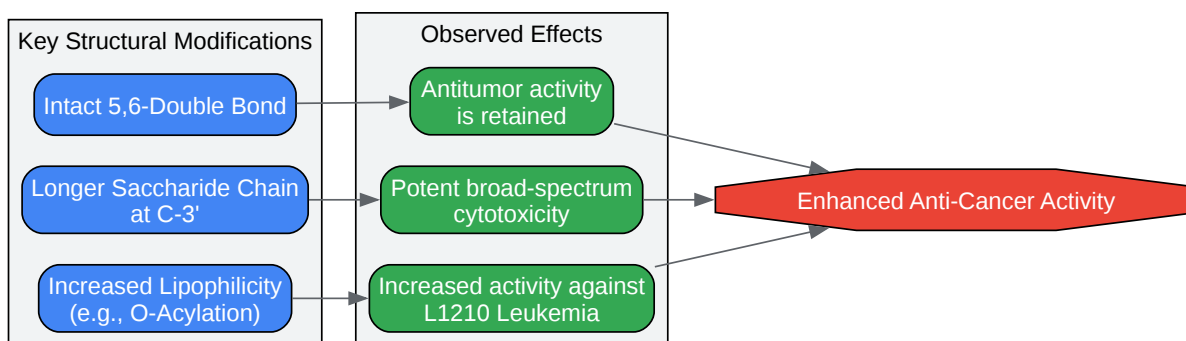 Key Structural Modifications
Intact 5,6-Double Bond
Longer Saccharide Chain
at C-3'
Increased Lipophilicity
(e.g., O-Acylation)
Observed Effects
Antitumor activity
is retained
Potent broad-spectrum
cytotoxicity
Increased activity against
L1210 Leukemia
Enhanced Anti-Cancer Activity